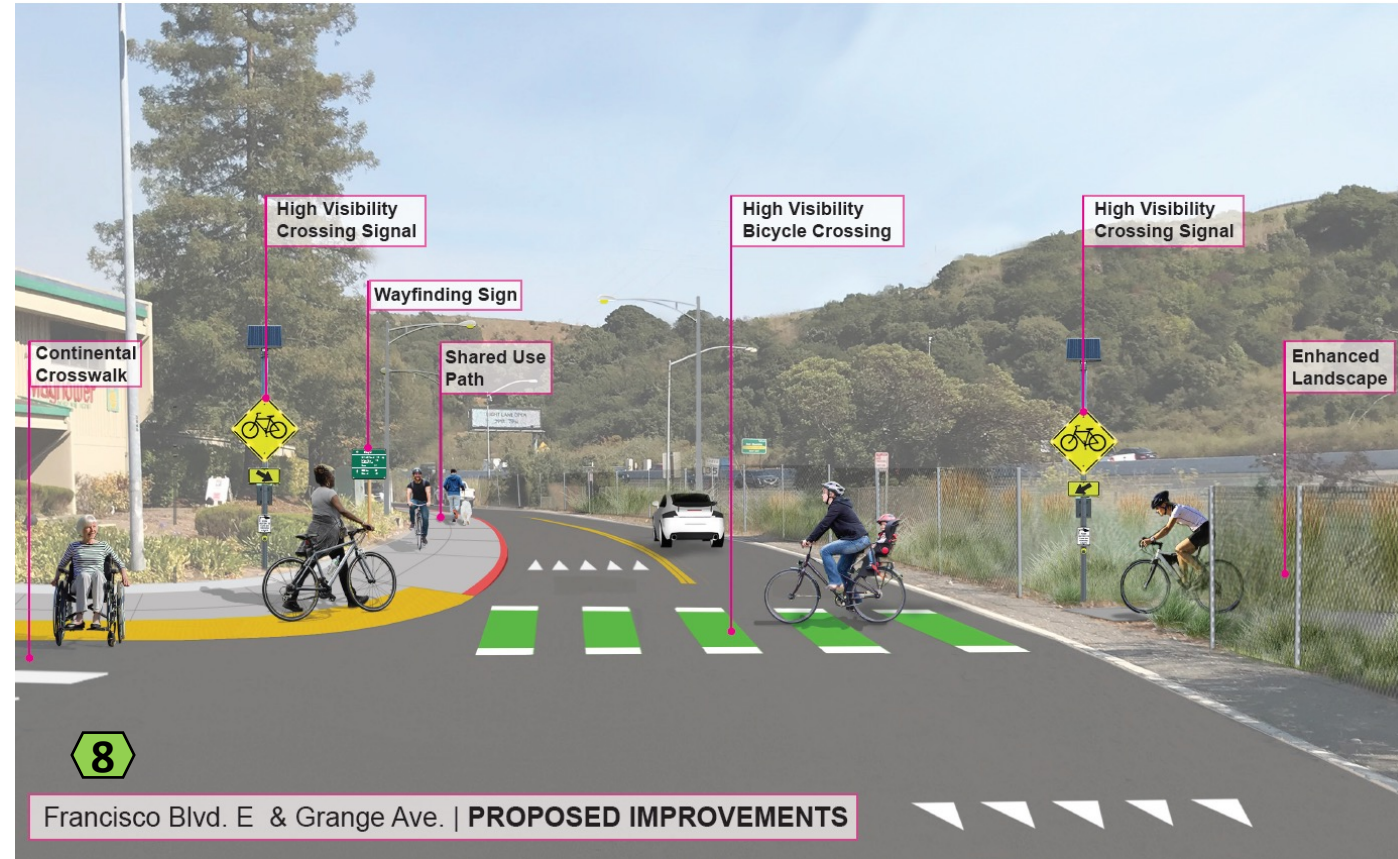 High Visibility
Crossing Signal
High Visibility
Bicycle Crossing
High Visibility
Crossing Signal
Wayfinding Sign
Continental
Crosswalk
Shared Use
Path
Enhanced
Landscape
8
Francisco Blvd. E & Grange Ave. | PROPOSED IMPROVEMENTS